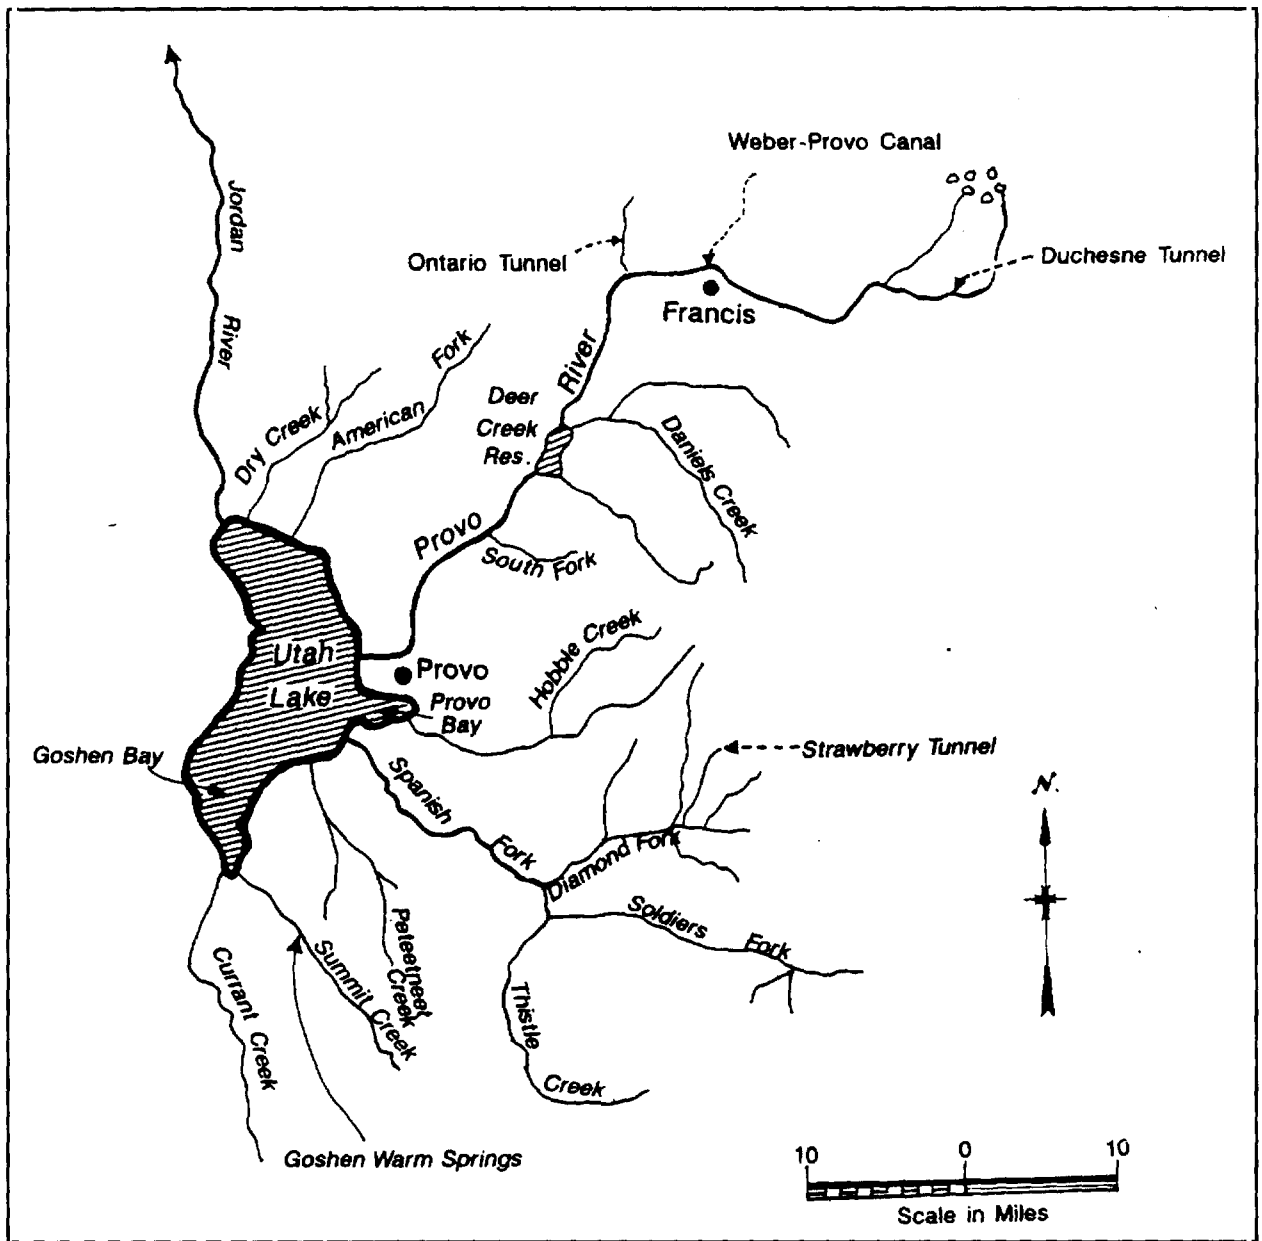 Weber-Provo Canal
Jordan
River
Ontario Tunnel
Duchesne Tunnel
Francis
River
Fork
American
Dry Creek
Deer
Creek
Res.
Daniels Creek
Provo
South Fork
Utah
Lake
Provo
Provo
Bay
Hobble Creek
Goshen Bay
Strawberry Tunnel
Spanish
Fork
Diamond Fork
Soldiers
Fork
N.
Peteetneet
Creek
Summit Creek
Currant Creek
Thistle
Creek
Goshen Warm Springs
10 0 10
Scale in Miles